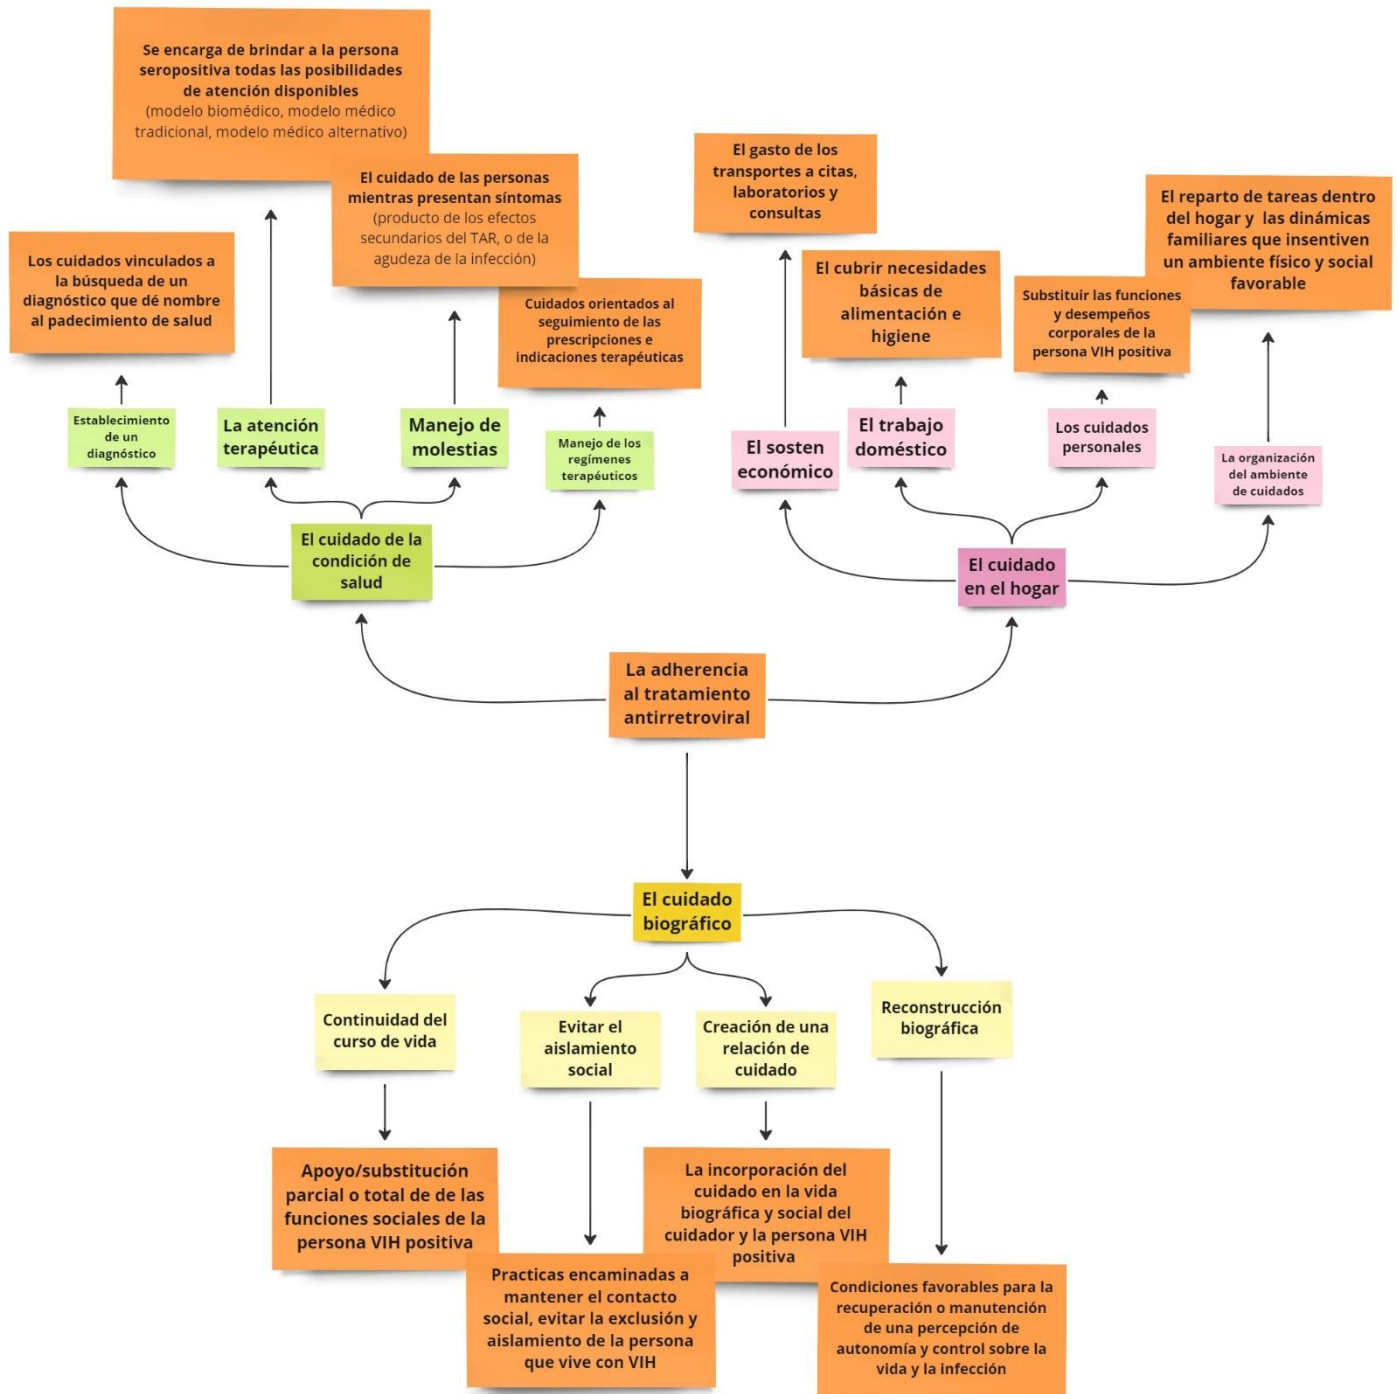 Se encarga de brindar a la persona
seropositiva todas las posibilidades
de atención disponibles
(modelo biomédico, modelo médico
tradicional, modelo médico alternativo)
El cuidado de las personas
mientras presentan síntomas
(producto de los efectos
secundarios del TAR, o de la
agudeza de la infección)
Los cuidados vinculados a
la búsqueda de un
diagnóstico que dé nombre
al padecimiento de salud
Cuidados orientados al
seguimiento de las
prescripciones e
indicaciones terapéuticas
El gasto de los
transportes a citas,
laboratorios y
consultas
El cubrir necesidades
básicas de
alimentación e
higiene
Substituir las funciones
y desempeños
corporales de la
persona VIH positiva
El reparto de tareas dentro
del hogar y  las dinámicas
familiares que insentiven
un ambiente físico y social
favorable
Establecimiento
de un
diagnóstico
La atención
terapéutica
Manejo de
molestias
Manejo de los
regímenes
terapéuticos
El sosten
económico
El trabajo
doméstico
Los cuidados
personales
La organización
del ambiente
de cuidados
El cuidado de la
condición de
salud
El cuidado
en el hogar
La adherencia
al tratamiento
antirretroviral
El cuidado
biográfico
Continuidad del
curso de vida
Evitar el
aislamiento
social
Creación de una
relación de
cuidado
Reconstrucción
biográfica
Apoyo/substitución
parcial o total de de las
funciones sociales de la
persona VIH positiva
Practicas encaminadas a
mantener el contacto
social, evitar la exclusión y
aislamiento de la persona
que vive con VIH
La incorporación del
cuidado en la vida
biográfica y social del
cuidador y la persona VIH
positiva
Condiciones favorables para la
recuperación o manutención
de una percepción de
autonomía y control sobre la
vida y la infección